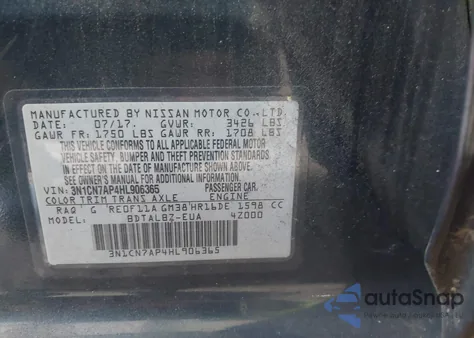 MANUFACTURED BY NISSAN MOTOR CO.,LTD.
DATE: 07/17 GVWR: 3426 LBS
GAWR FR: 1750 LBS GAWR RR: 1708 LBS
THIS VEHICLE CONFORMS TO ALL APPLICABLE FEDERAL MOTOR
VEHICLE SAFETY, BUMPER AND THEFT PREVENTION STANDARDS
IN EFFECT ON THE DATE OF MANUFACTURE SHOWN ABOVE.
SEE OWNER'S MANUAL FOR ADDITIONAL INFORMATION
VIN: 3N1CN7AP4HL906365 PASSENGER CAR.
COLOR TRIM TRANS AXLE ENGINE
RAQ G RE0F11A GM38 HR16DE 1598 CC
MODEL: BDTALBZ-EUA 4Z000
3N1CN7AP4HL906365
autaSnap